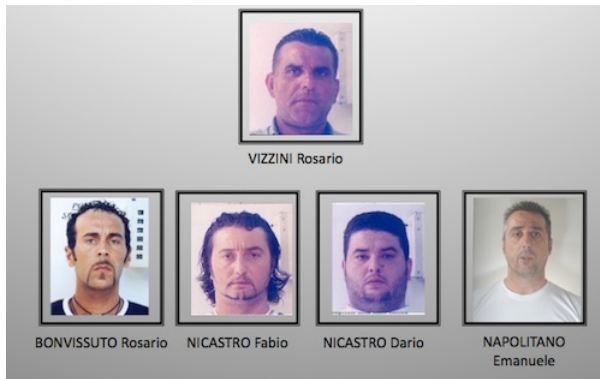 VIZZINI Rosario
BONVISSUTO Rosario
NICASTRO Fabio
NICASTRO Dario
NAPOLITANO
Emanuele